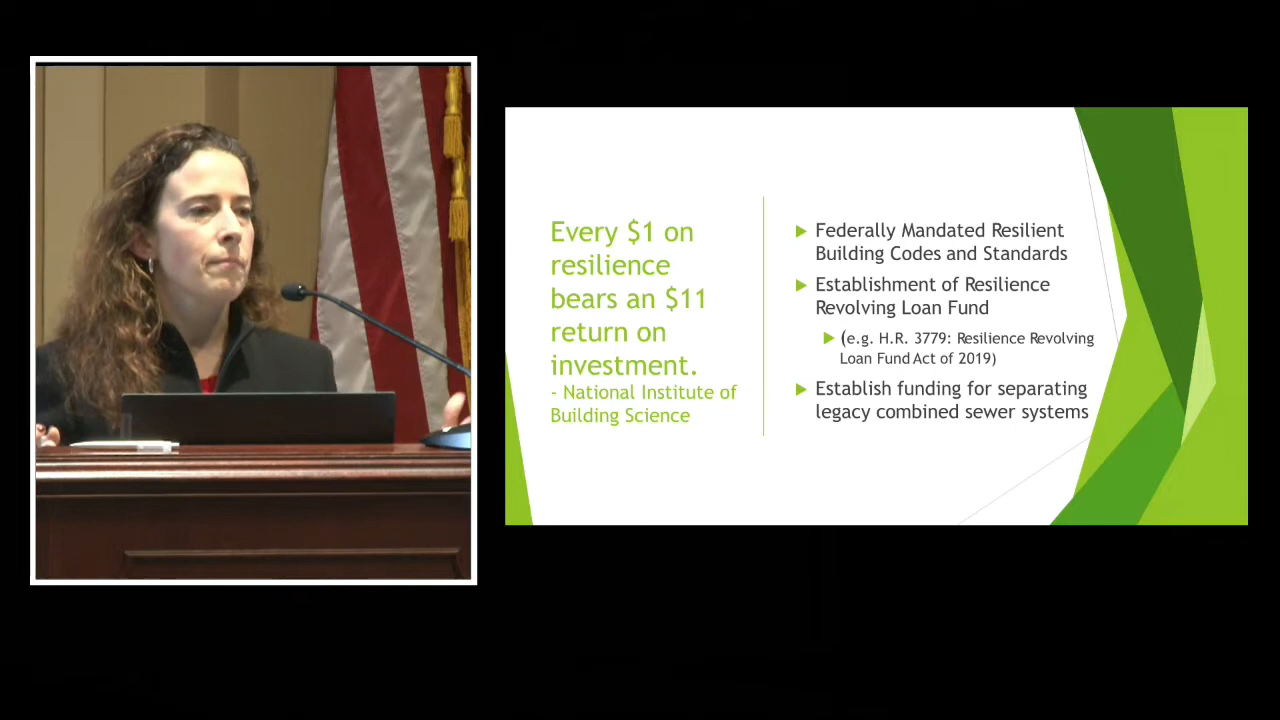 Every $1 on
resilience
bears an $11
return on
investment.
- National Institute of
Building Science
Federally Mandated Resilient
Building Codes and Standards
Establishment of Resilience
Revolving Loan Fund
(e.g. H.R. 3779: Resilience Revolving
Loan Fund Act of 2019)
Establish funding for separating
legacy combined sewer systems